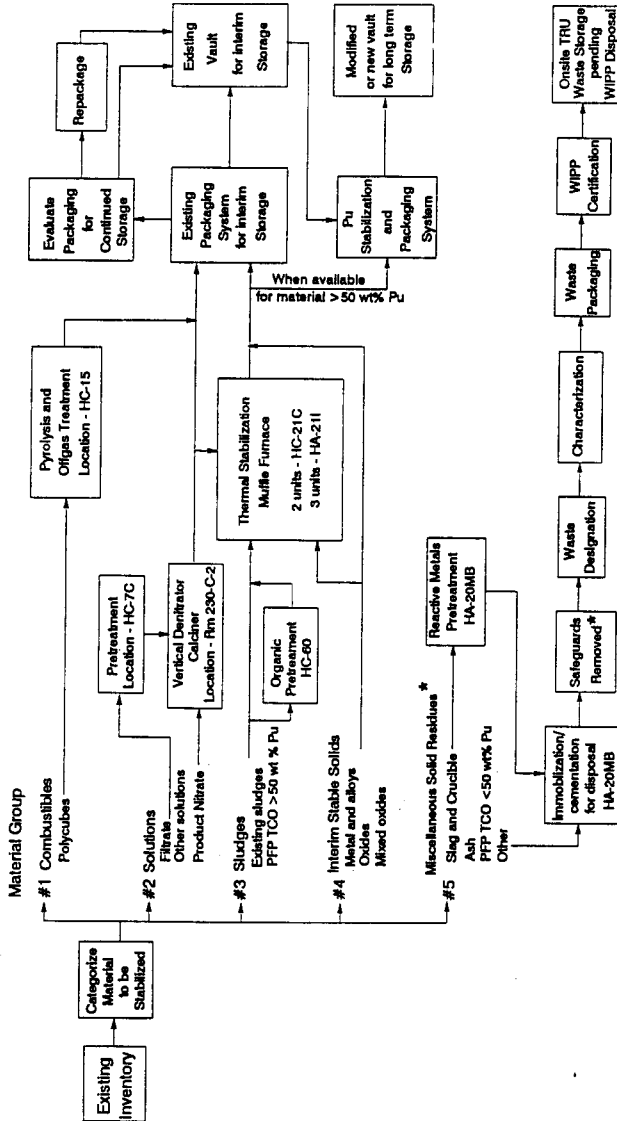 Existing
Inventory
Categorize
Material
to be
Stabilized
Material Group
#1 Combustibles
Polycubes
#2 Solutions
Filtrate
Other solutions
Product Nitrate
#3 Sludges
Existing sludges
PFP TCO >50 wt % Pu
#4 Interim Stable Solids
Metal and alloys
Oxides
Mixed oxides
#5 Miscellaneous Solid Residues*
Slag and Crucible
Ash
PFP TCO <50 wt% Pu
Other
Pyrolysis and
Offgas Treatment
Location - HC-15
Pretreatment
Location - HC-7C
Vertical Denitrator
Calciner
Location - Rm 230-C-2
Organic
Pretreament
HC-60
Thermal Stabilization
Muffle Furnace
2 units - HC-21C
3 units - HA-21I
Evaluate
Packaging
for
Continued
Storage
Repackage
Existing
Packaging
System
for interim
Storage
Existing
Vault
for interim
Storage
When available
for material >50 wt% Pu
Pu
Stabilization
and
Packaging
System
Modified
or new vault
for long term
Storage
Reactive Metals
Pretreatment
HA-20MB
Immoblization/
cementation
for disposal
HA-20MB
Safeguards
Removed*
Waste
Designation
Characterization
Waste
Packaging
WIPP
Certification
Onsite TRU
Waste Storage
pending
WIPP Disposal